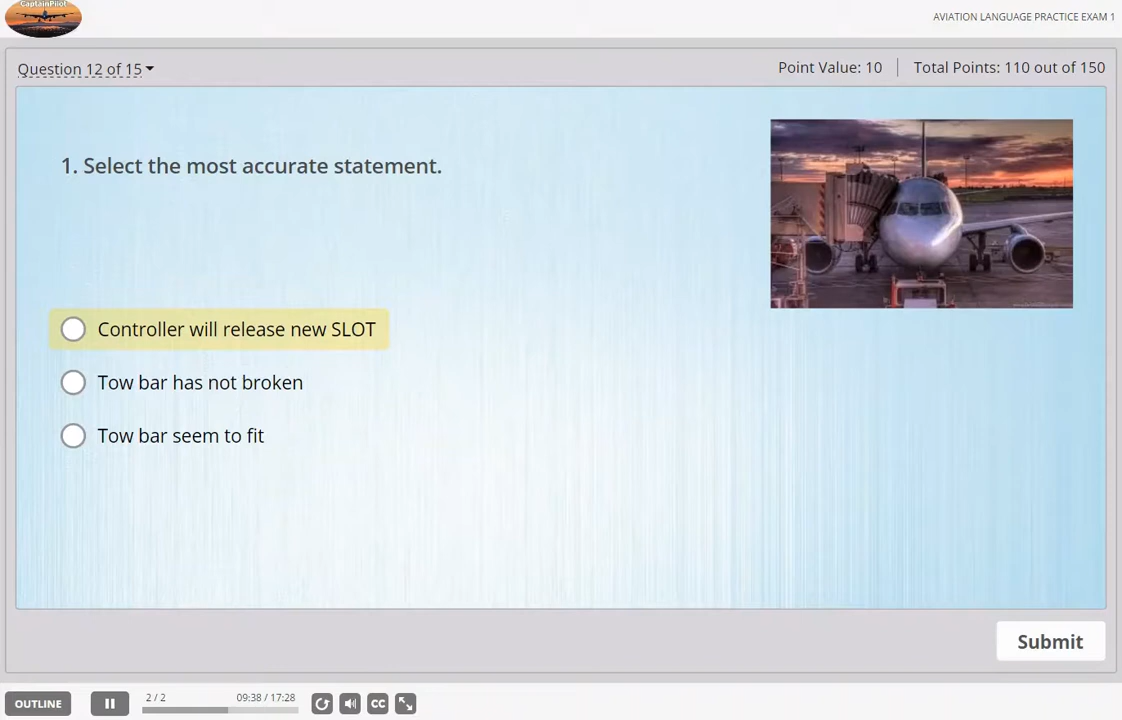 CaptainPilot
AVIATION LANGUAGE PRACTICE EXAM 1
Question 12 of 15
Point Value: 10
Total Points: 110 out of 150
1. Select the most accurate statement.
Controller will release new SLOT
Tow bar has not broken
Tow bar seem to fit
Submit
OUTLINE
2 / 2
09:38 / 17:28
CC